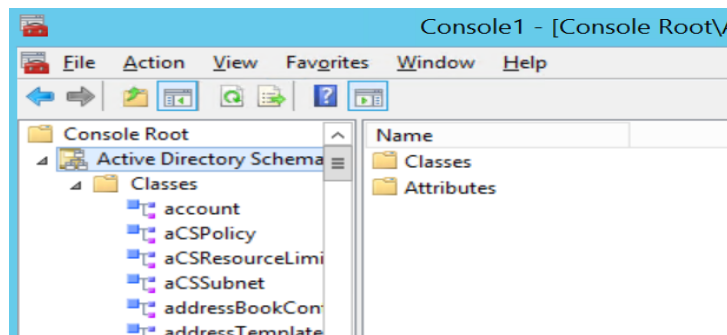 Console1 - [Console Root\A
File Action View Favorites Window Help
Console Root
Active Directory Schema
Classes
account
aCSPolicy
aCSResourceLimi
aCSSubnet
addressBookCon
addressTemplate
Name
Classes
Attributes